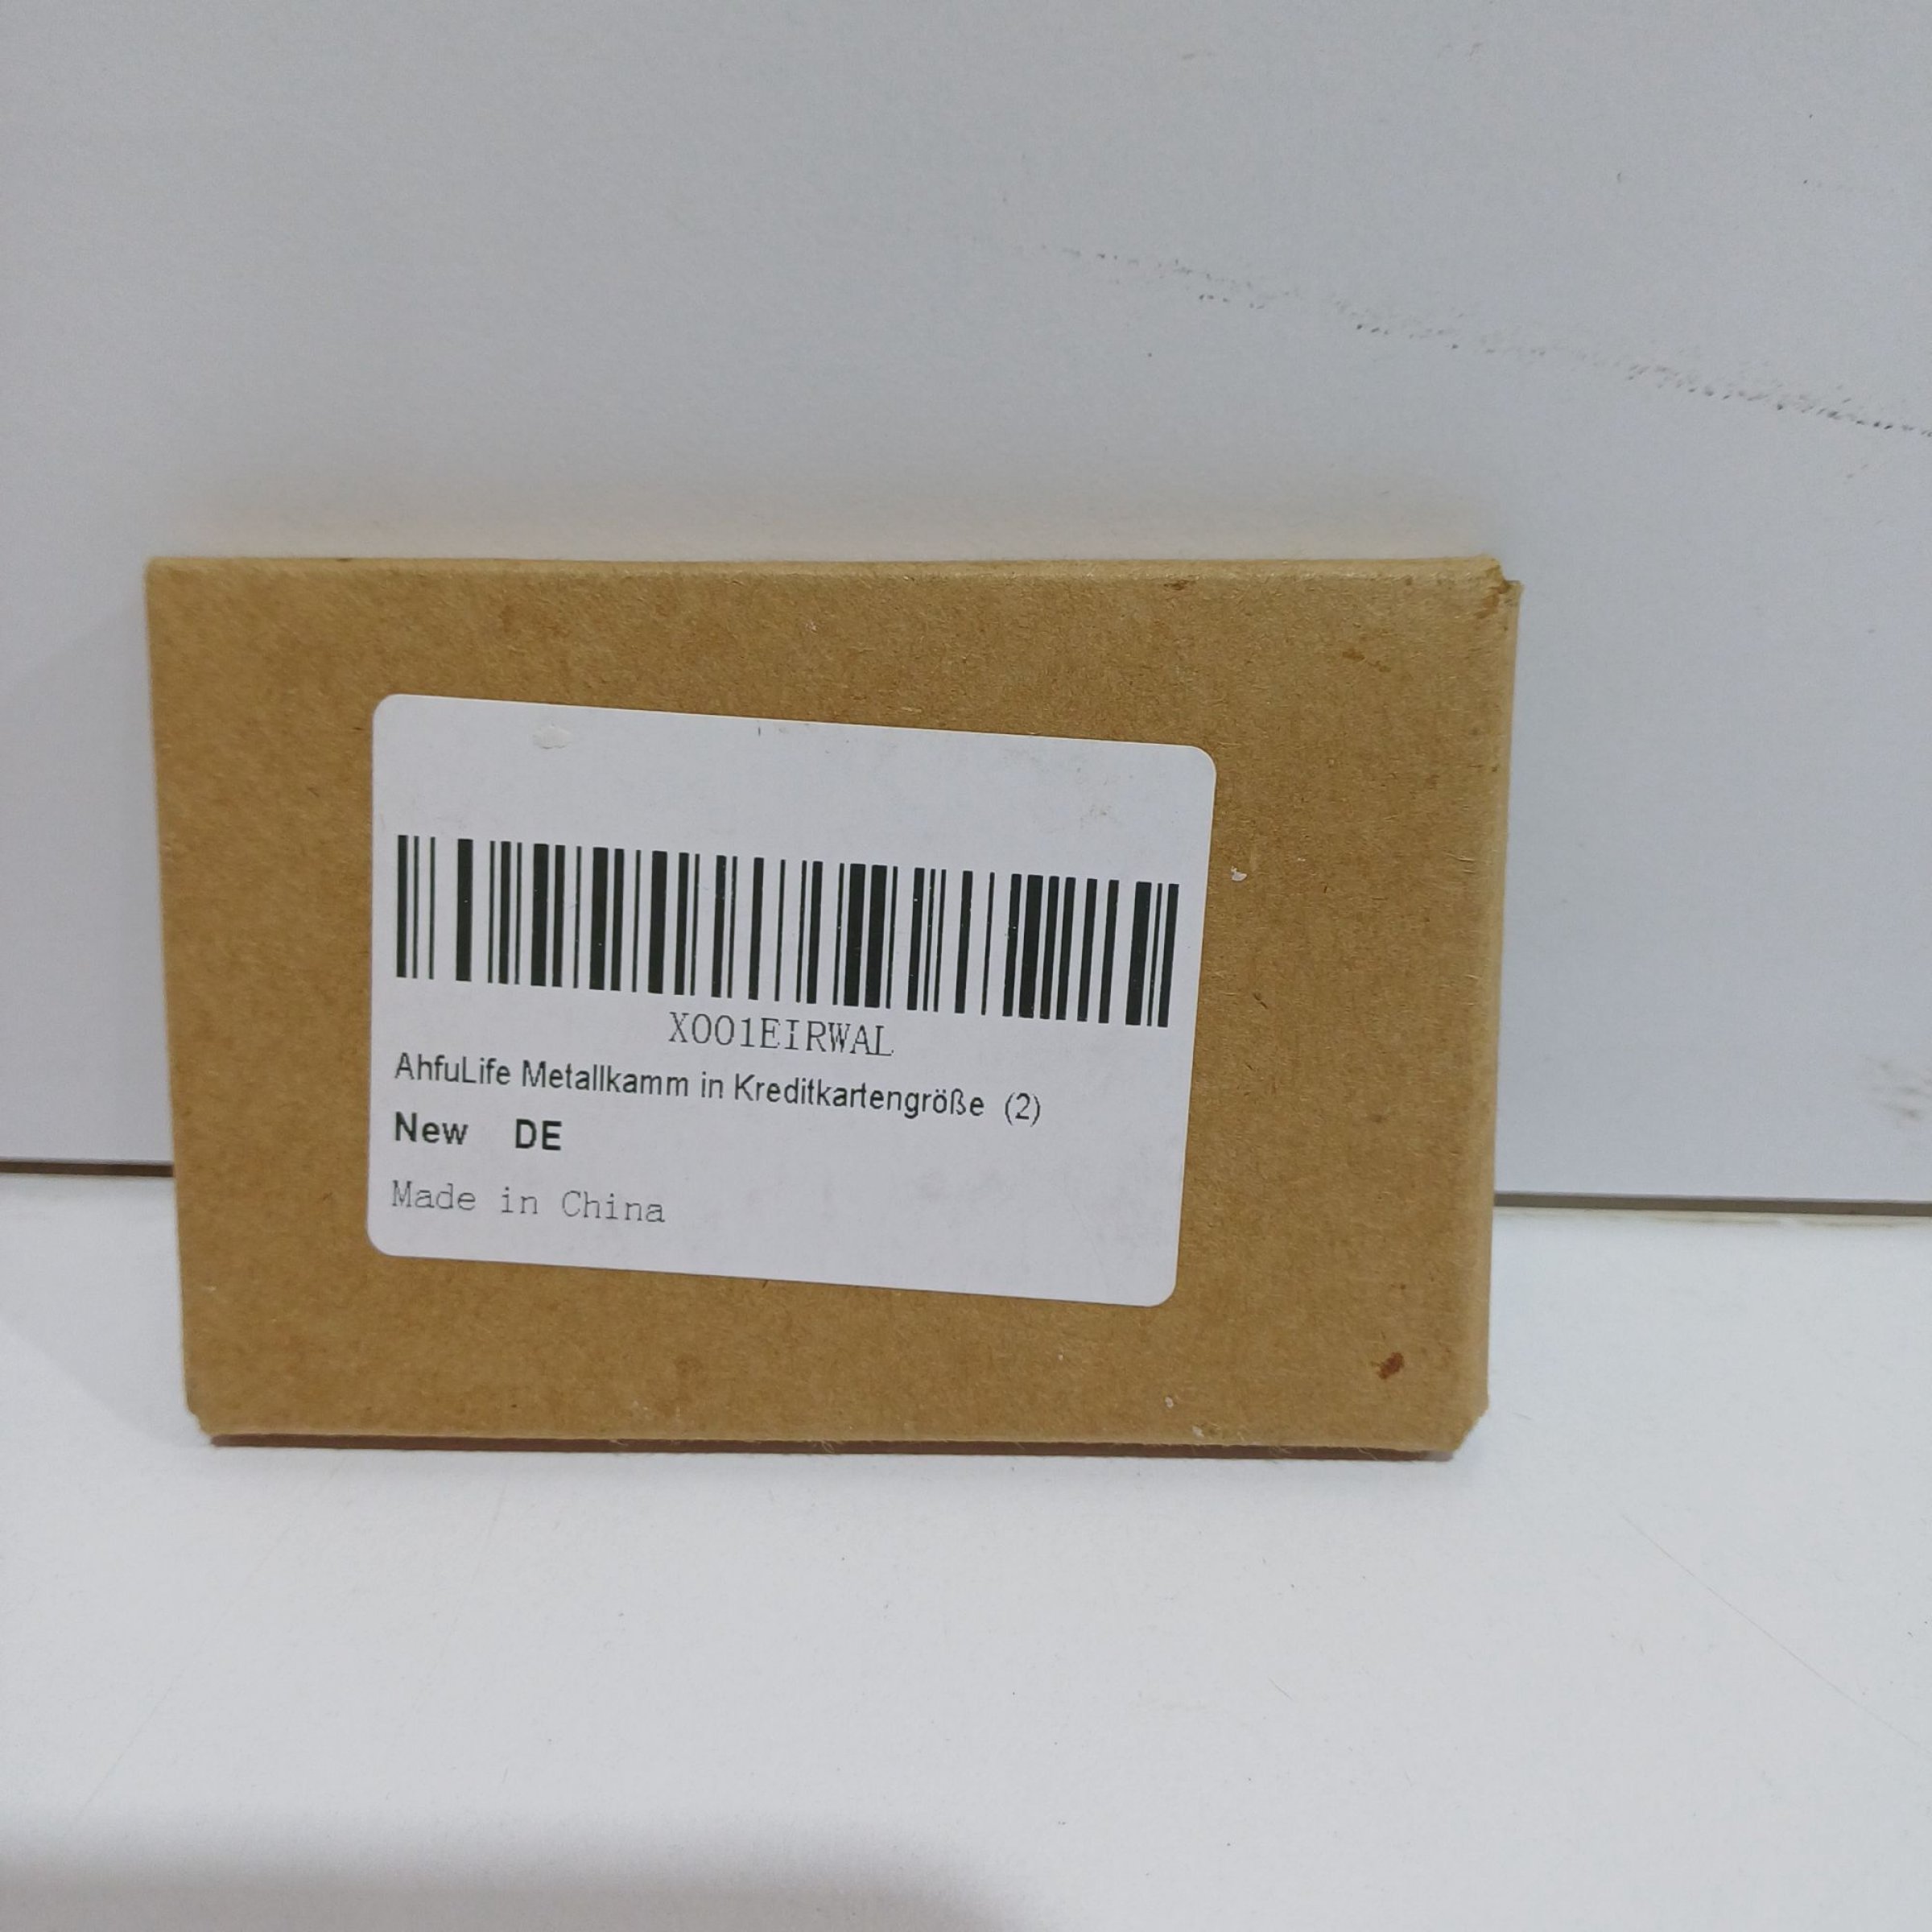 X001EIRWAL
AhfuLife Metallkamm in Kreditkartengröße (2)
New DE
Made in China